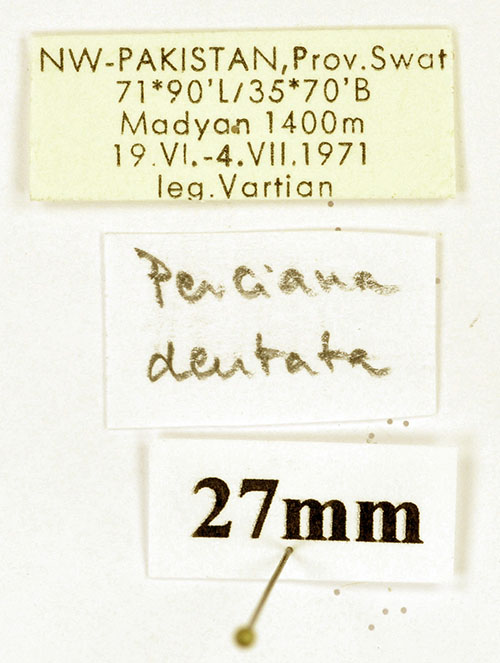 NW-PAKISTAN,Prov.Swat
71*90'L/35*70'B
Madyan 1400m
19.VI.-4.VII.1971
leg.Vartian
Perciana
dentata
27mm